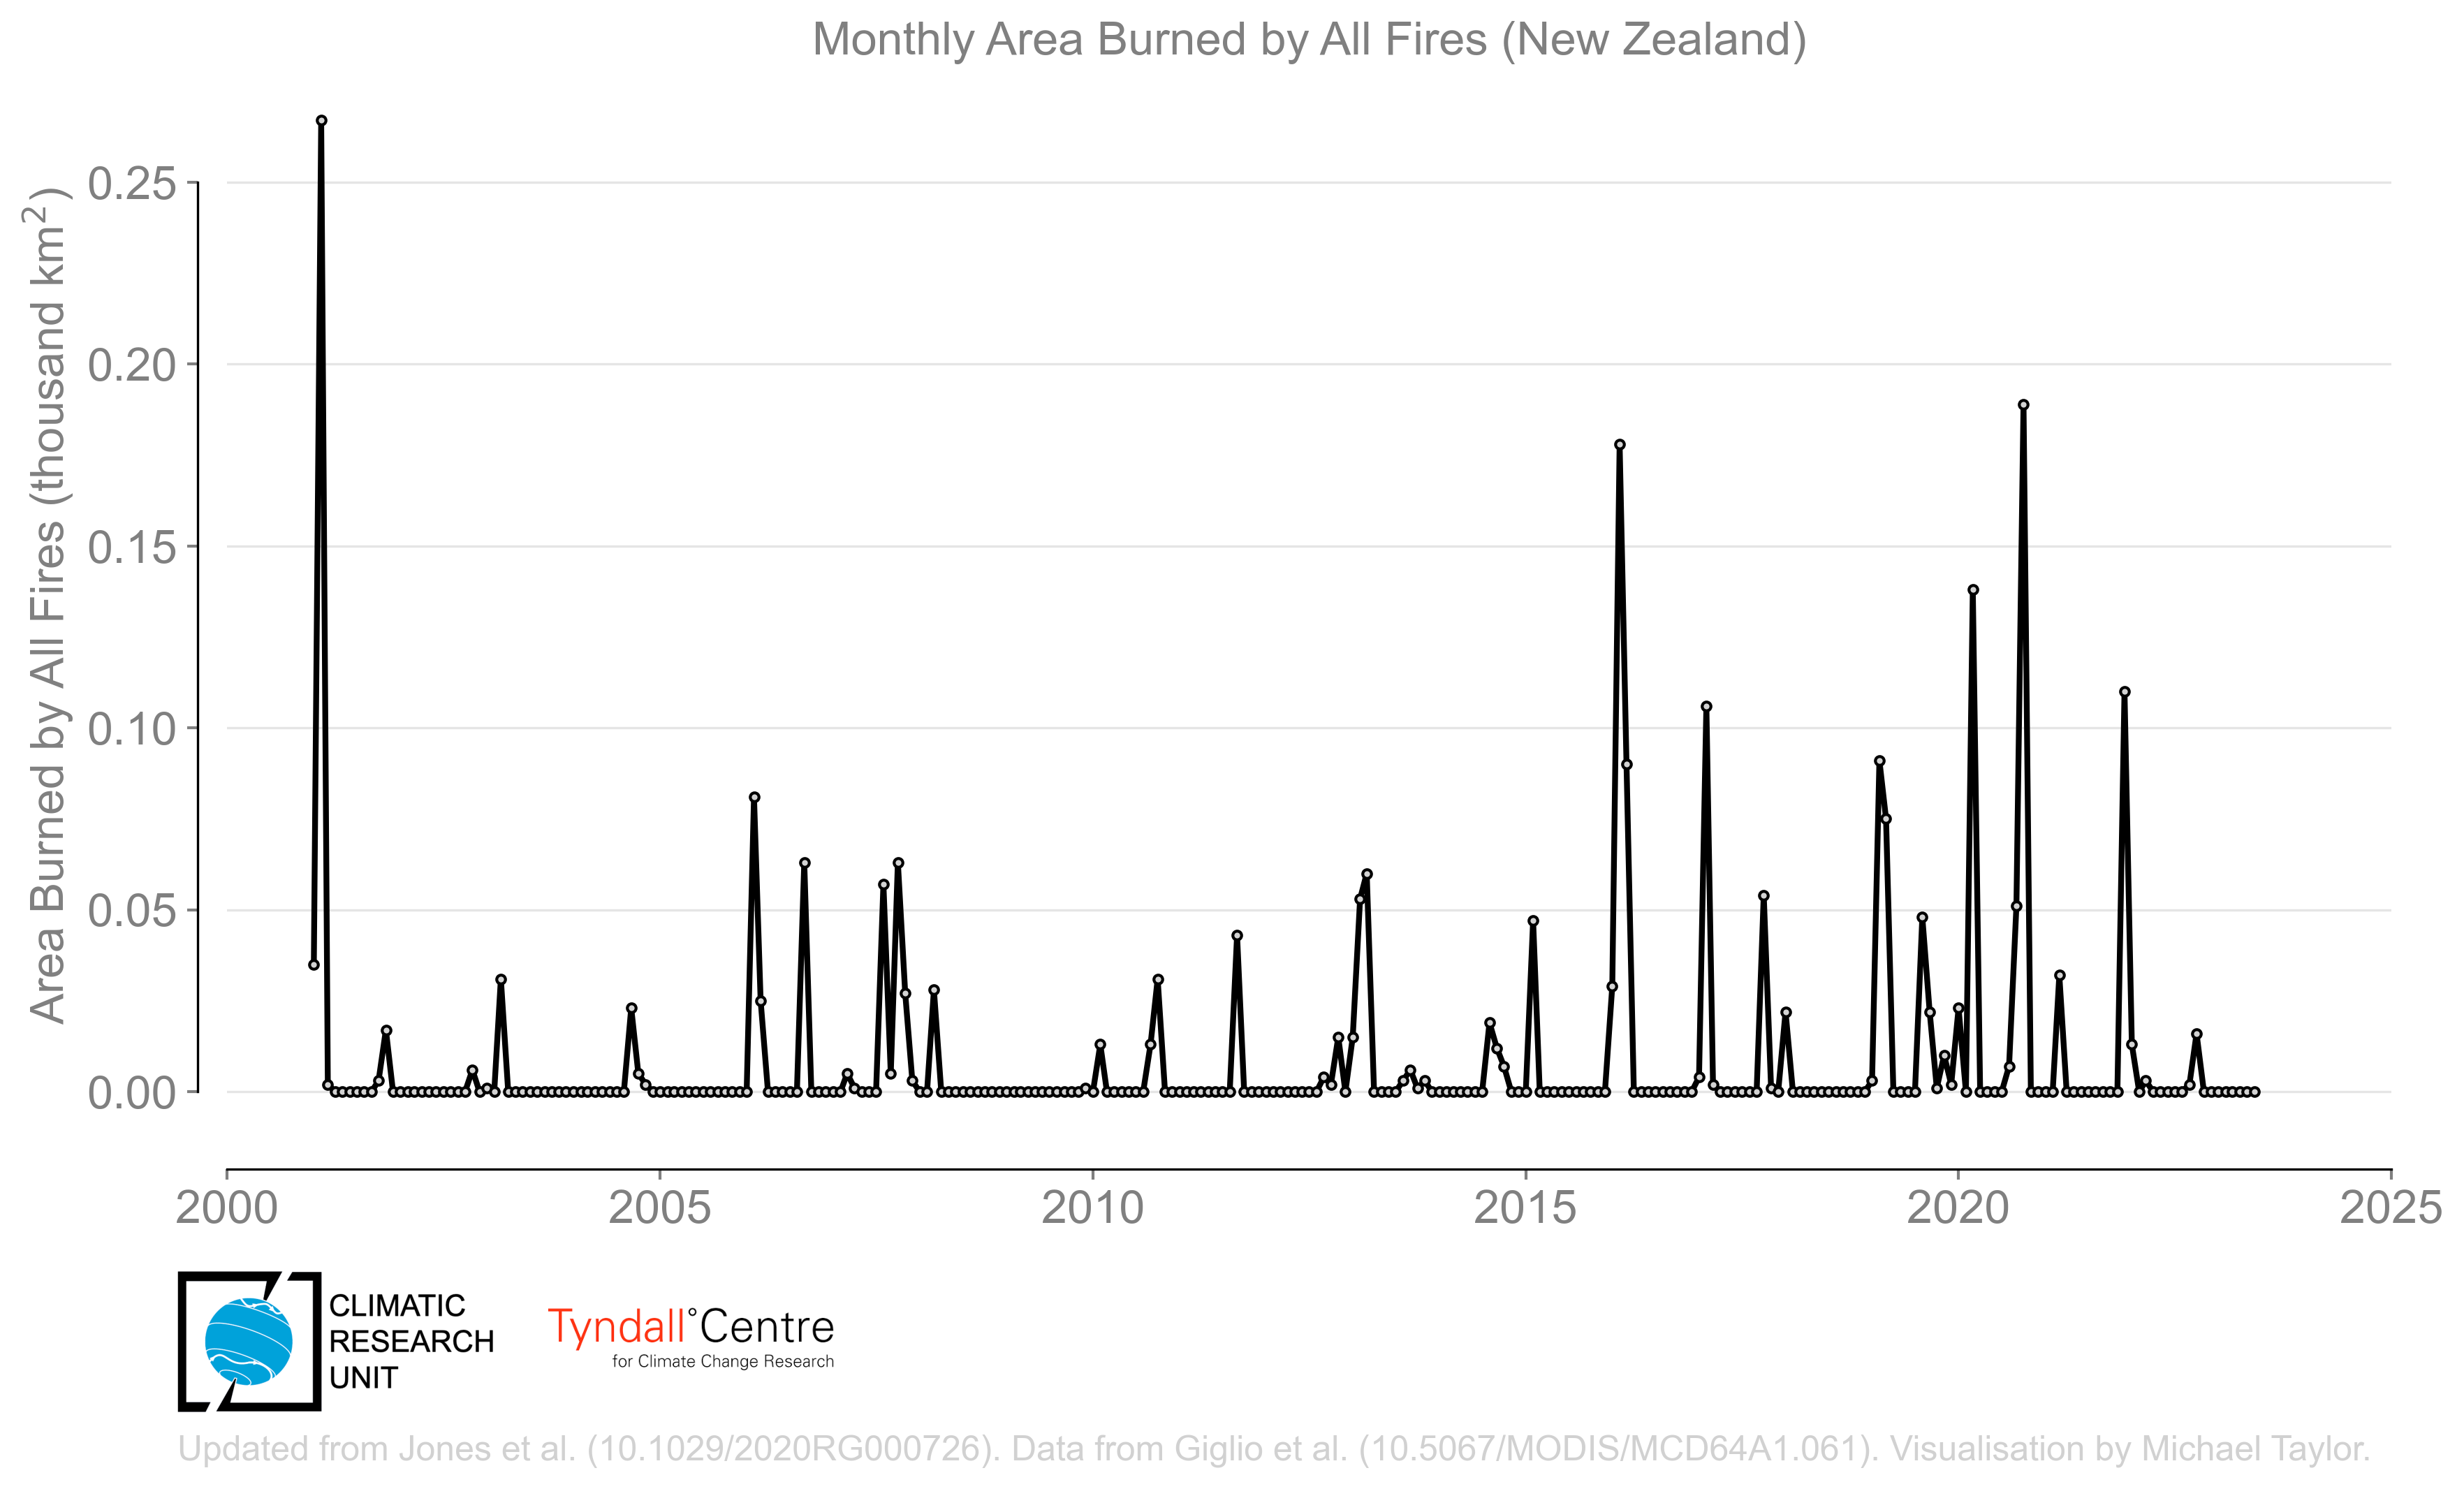 Monthly Area Burned by All Fires (New Zealand)
Area Burned by All Fires (thousand km²)
0.25
0.20
0.15
0.10
0.05
0.00
2000 2005 2010 2015 2020 2025
CLIMATIC
RESEARCH
UNIT
Tyndall°Centre
for Climate Change Research
Updated from Jones et al. (10.1029/2020RG000726). Data from Giglio et al. (10.5067/MODIS/MCD64A1.061). Visualisation by Michael Taylor.